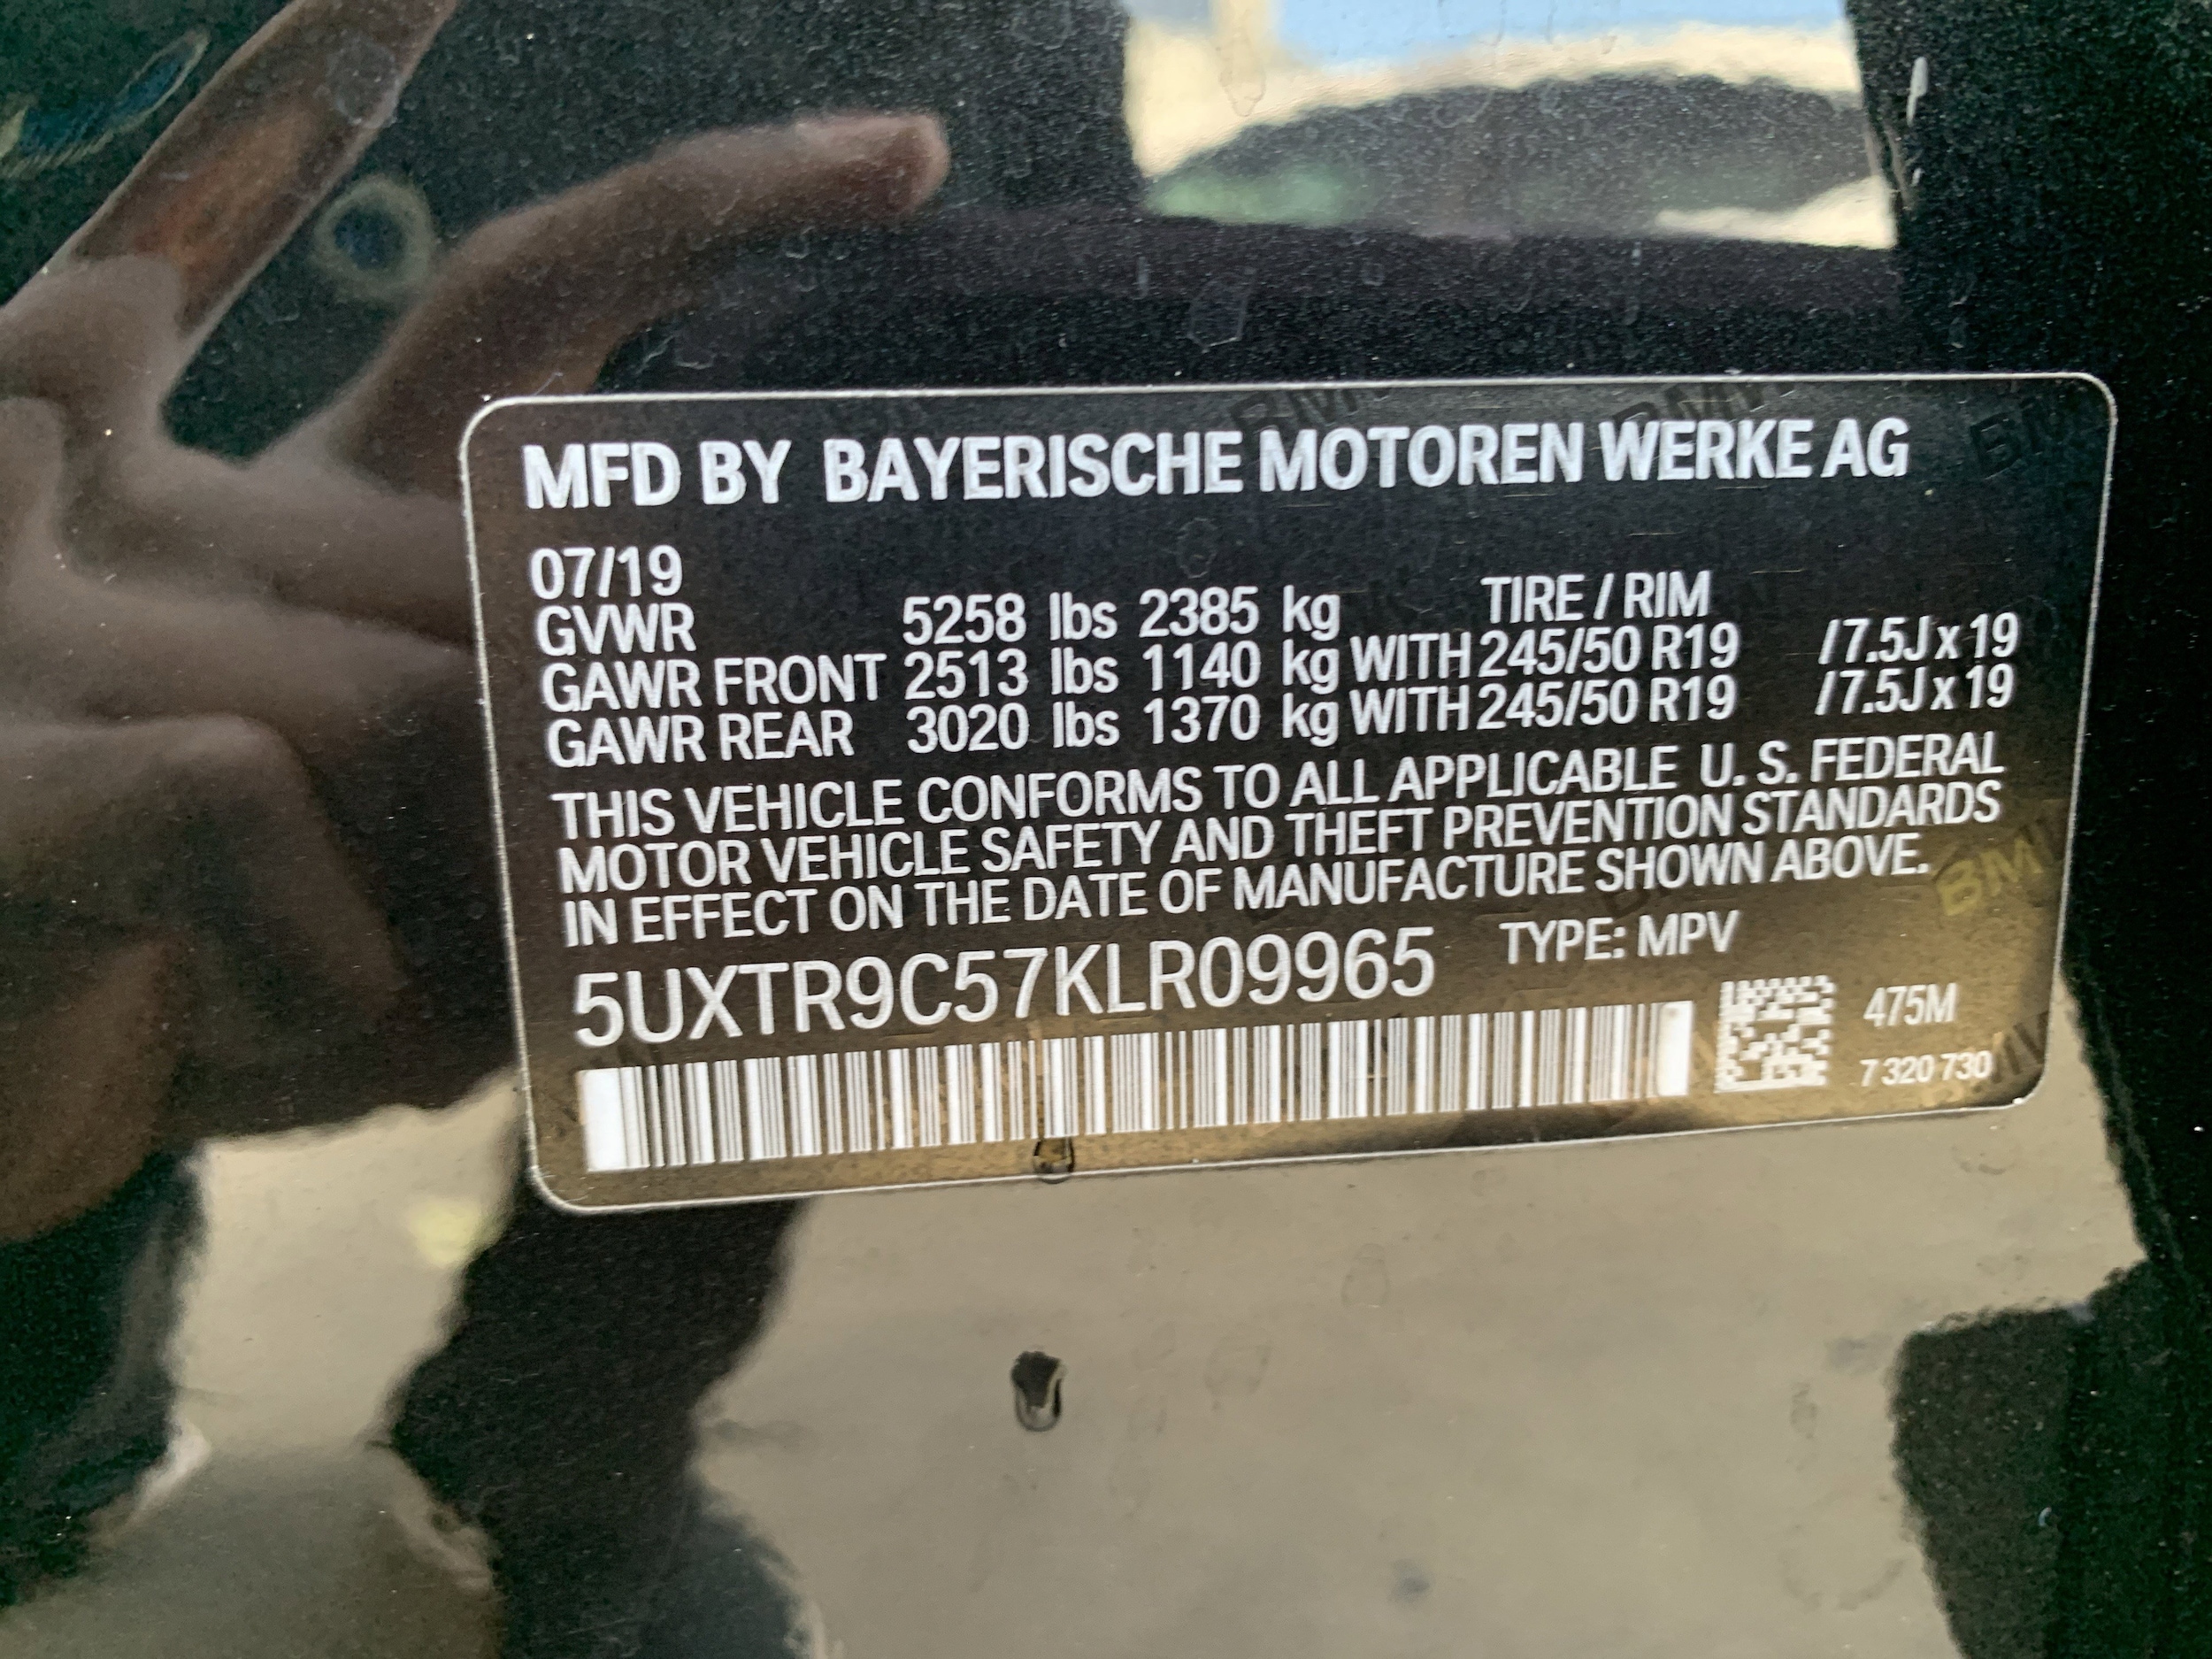 MFD BY BAYERISCHE MOTOREN WERKE AG
07/19
TIRE / RIM
GVWR 5258 lbs 2385 kg
GAWR FRONT 2513 lbs 1140 kg WITH 245/50 R19 /7.5J x 19
GAWR REAR 3020 lbs 1370 kg WITH 245/50 R19 /7.5J x 19
THIS VEHICLE CONFORMS TO ALL APPLICABLE U. S. FEDERAL
MOTOR VEHICLE SAFETY AND THEFT PREVENTION STANDARDS
IN EFFECT ON THE DATE OF MANUFACTURE SHOWN ABOVE.
5UXTR9C57KLR09965 TYPE: MPV
475M
7 320 730